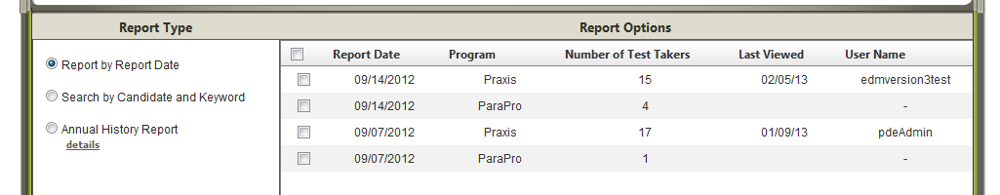 Report Type
Report Options
Report by Report Date
Search by Candidate and Keyword
Annual History Report
details
Report Date Program Number of Test Takers Last Viewed User Name
09/14/2012 Praxis 15 02/05/13 edmversion3test
09/14/2012 ParaPro 4 -
09/07/2012 Praxis 17 01/09/13 pdeAdmin
09/07/2012 ParaPro 1 -